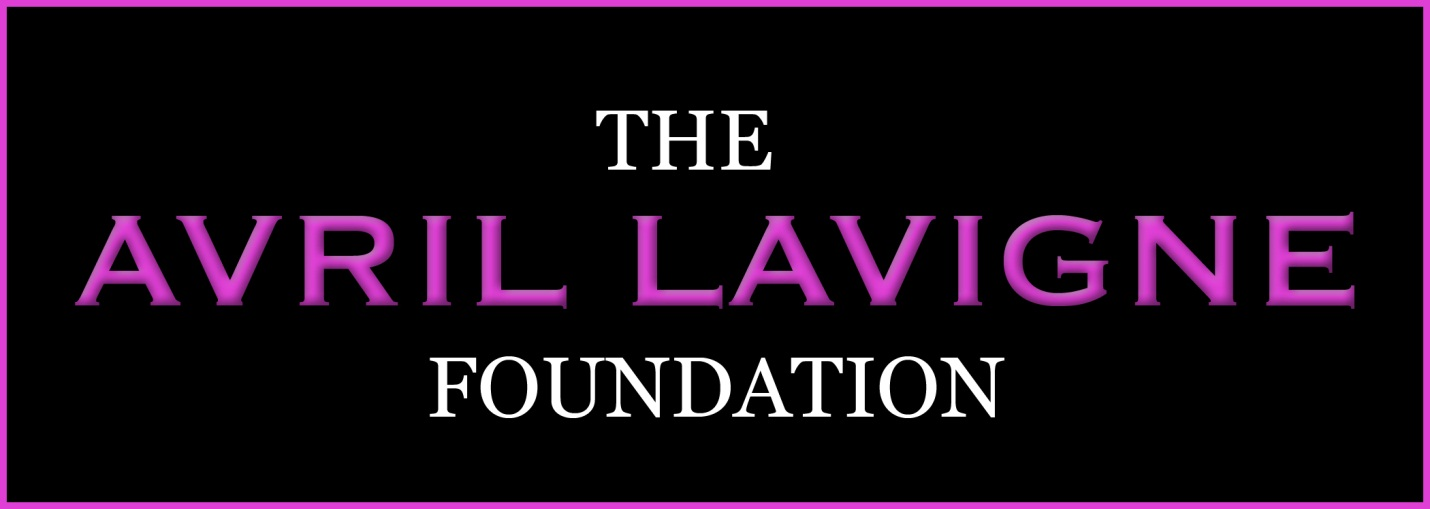 THE
AVRIL LAVIGNE
FOUNDATION